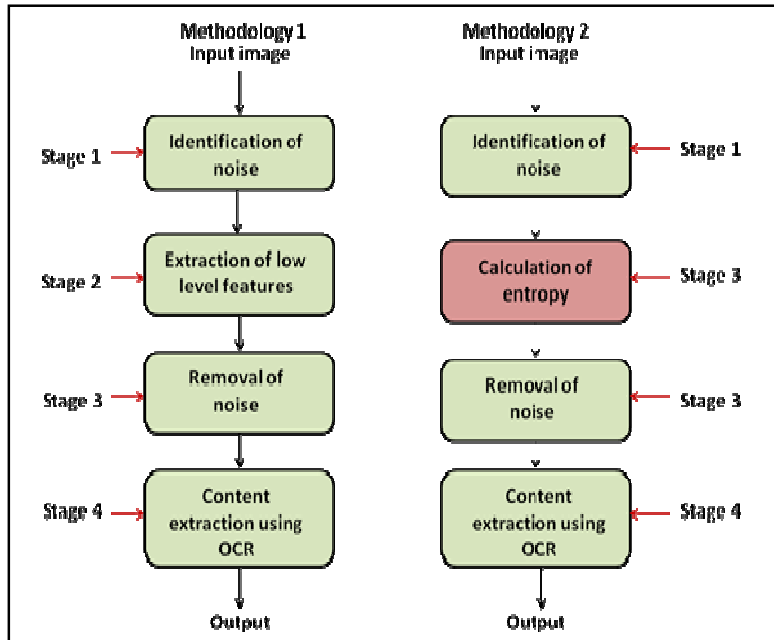 Methodology 1
Input image
Stage 1
Identification of
noise
Stage 2
Extraction of low
level features
Stage 3
Removal of
noise
Stage 4
Content
extraction using
OCR
Output
Methodology 2
Input image
Identification of
noise
Stage 1
Calculation of
entropy
Stage 3
Removal of
noise
Stage 3
Content
extraction using
OCR
Stage 4
Output